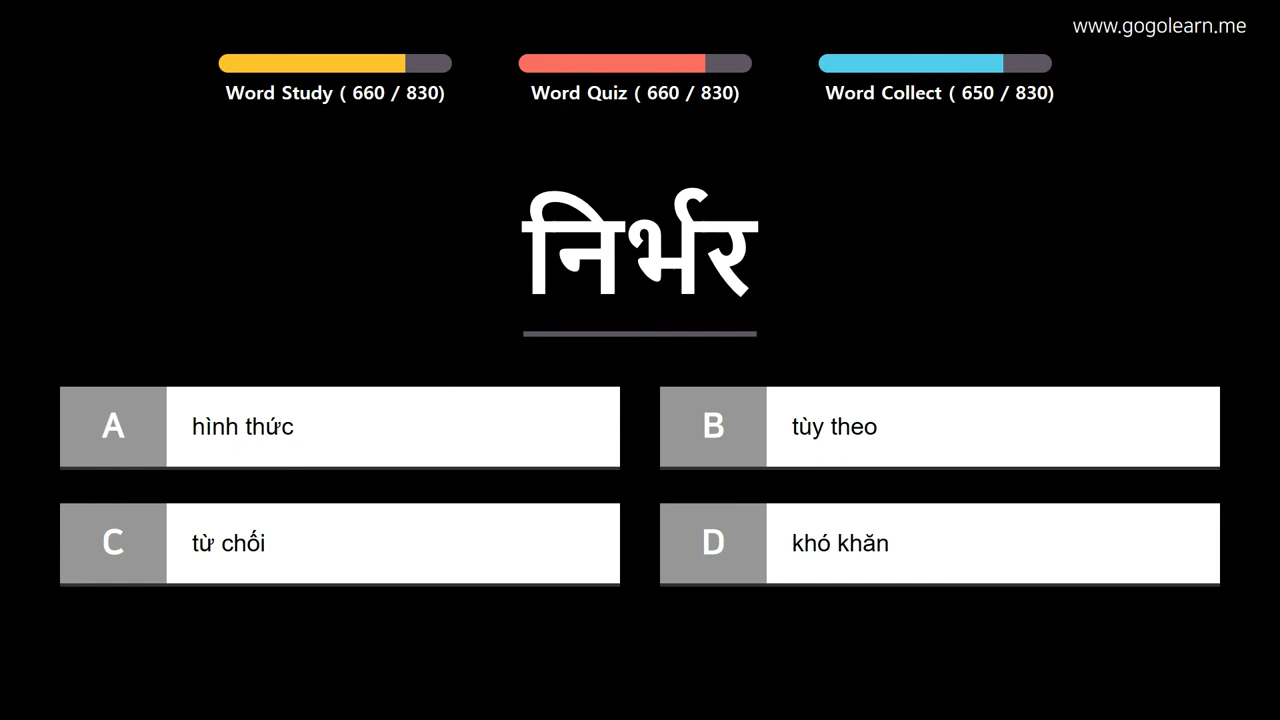 www.gogolearn.me
Word Study ( 660 / 830)
Word Quiz ( 660 / 830)
Word Collect ( 650 / 830)
निर्भर
A hình thức
B tùy theo
C từ chối
D khó khăn